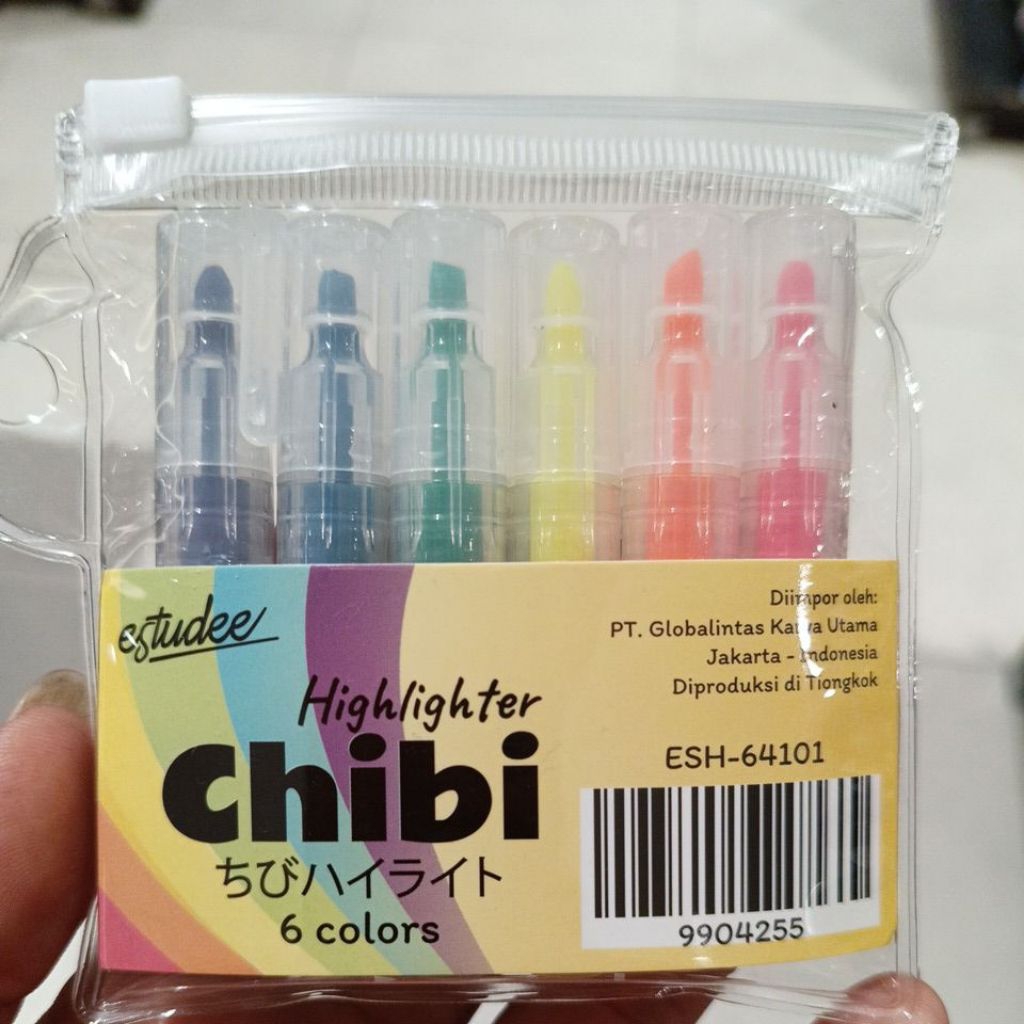 estudee
Highlighter
Chibi
ちびハイライト
6 colors
Diimpor oleh:
PT. Globalintas Karya Utama
Jakarta - Indonesia
Diproduksi di Tiongkok
ESH-64101
9904255